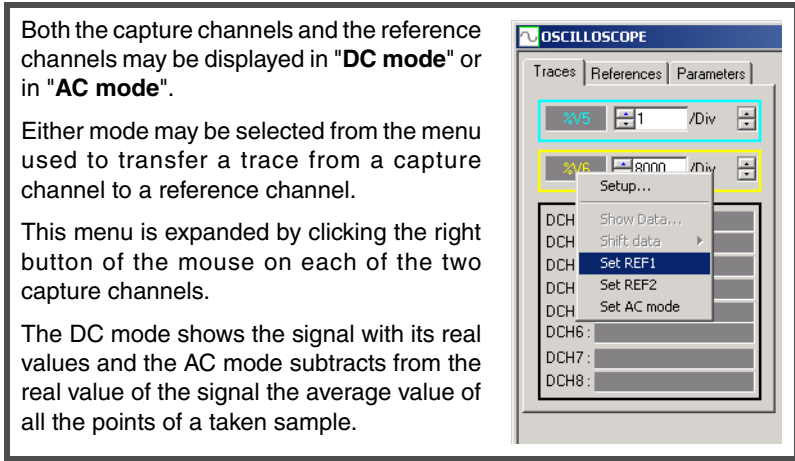 Both the capture channels and the reference
channels may be displayed in "DC mode" or
in "AC mode".
Either mode may be selected from the menu
used to transfer a trace from a capture
channel to a reference channel.
This menu is expanded by clicking the right
button of the mouse on each of the two
capture channels.
The DC mode shows the signal with its real
values and the AC mode subtracts from the
real value of the signal the average value of
all the points of a taken sample.
OSCILLOSCOPE
Traces References Parameters
%V5 1 /Div
%V6 8000 /Div
Setup...
DCH Show Data...
DCH Shift data
DCH Set REF1
DCH Set REF2
DCH Set AC mode
DCH6 :
DCH7 :
DCH8 :